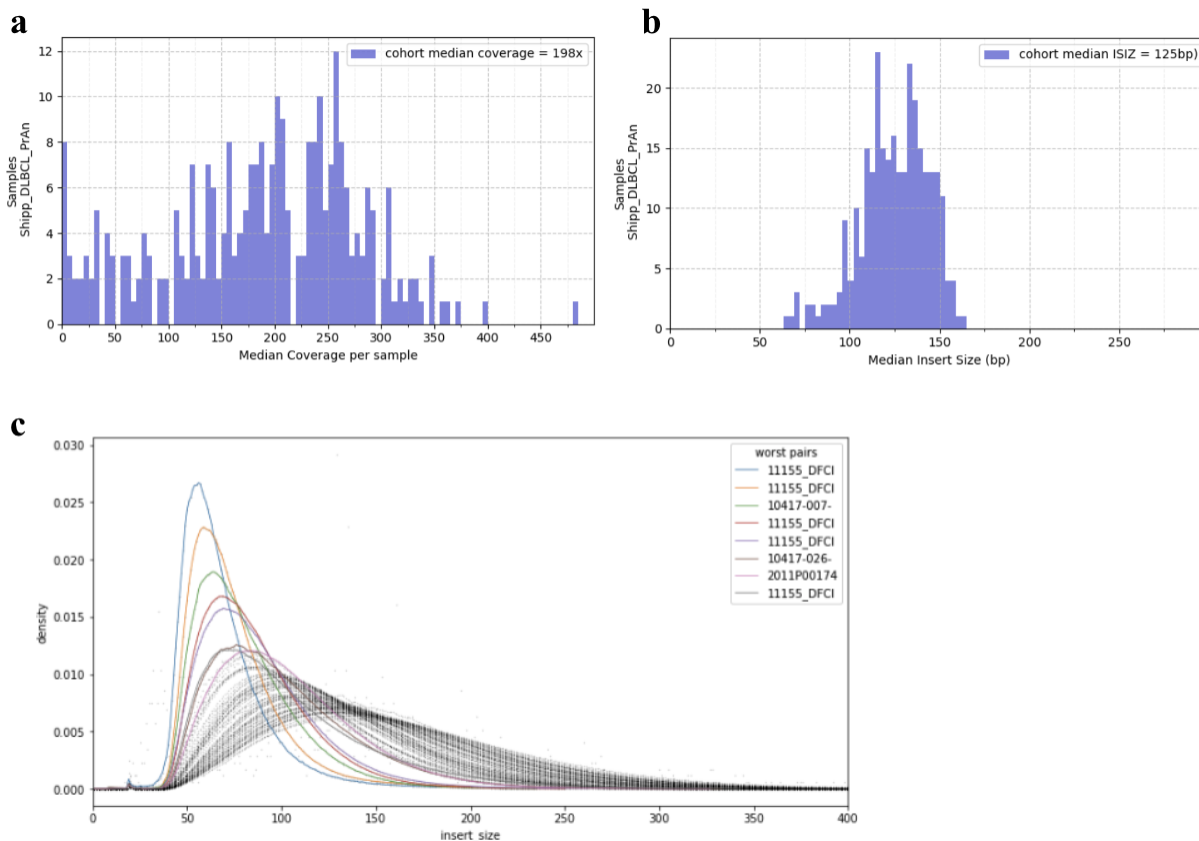 a
cohort median coverage = 198x
Samples
Shipp_DLBCL_PrAn
12
10
8
6
4
2
0
0 50 100 150 200 250 300 350 400 450
Median Coverage per sample
b
cohort median ISIZ = 125bp)
Samples
Shipp_DLBCL_PrAn
20
15
10
5
0
0 50 100 150 200 250
Median Insert Size (bp)
c
worst pairs
11155_DFCI
11155_DFCI
10417-007-
11155_DFCI
11155_DFCI
10417-026-
2011P00174
11155_DFCI
density
0.030
0.025
0.020
0.015
0.010
0.005
0.000
0 50 100 150 200 250 300 350 400
insert_size